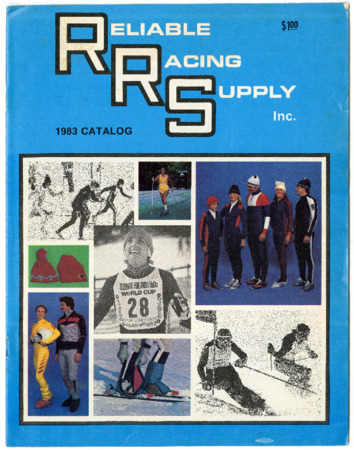 RELIABLE
$1.00
RACING
SUPPLY
Inc.
1983 CATALOG
WORLD CUP
28